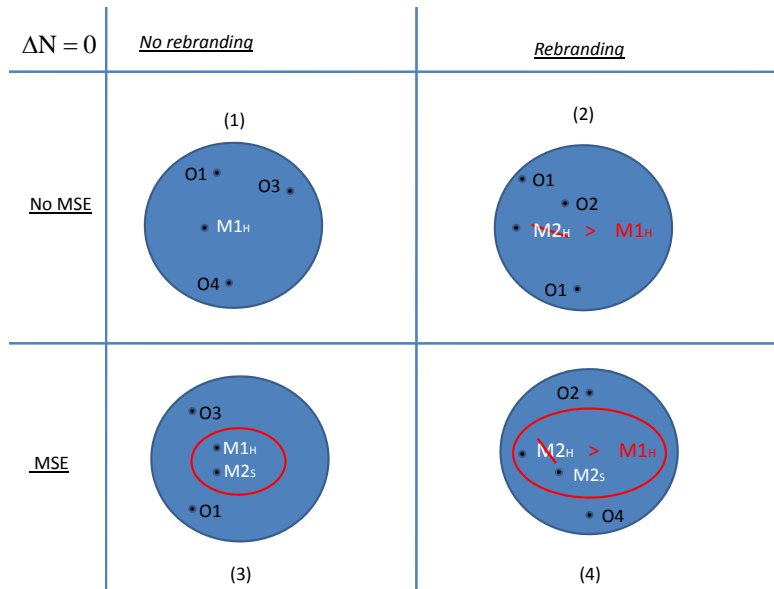 ΔN = 0
No rebranding
Rebranding
No MSE
(1)
O1
O3
M1H
O4
(2)
O1
O2
M2H > M1H
O1
MSE
O3
M1H
M2S
O1
(3)
O2
M2H > M1H
M2S
O4
(4)